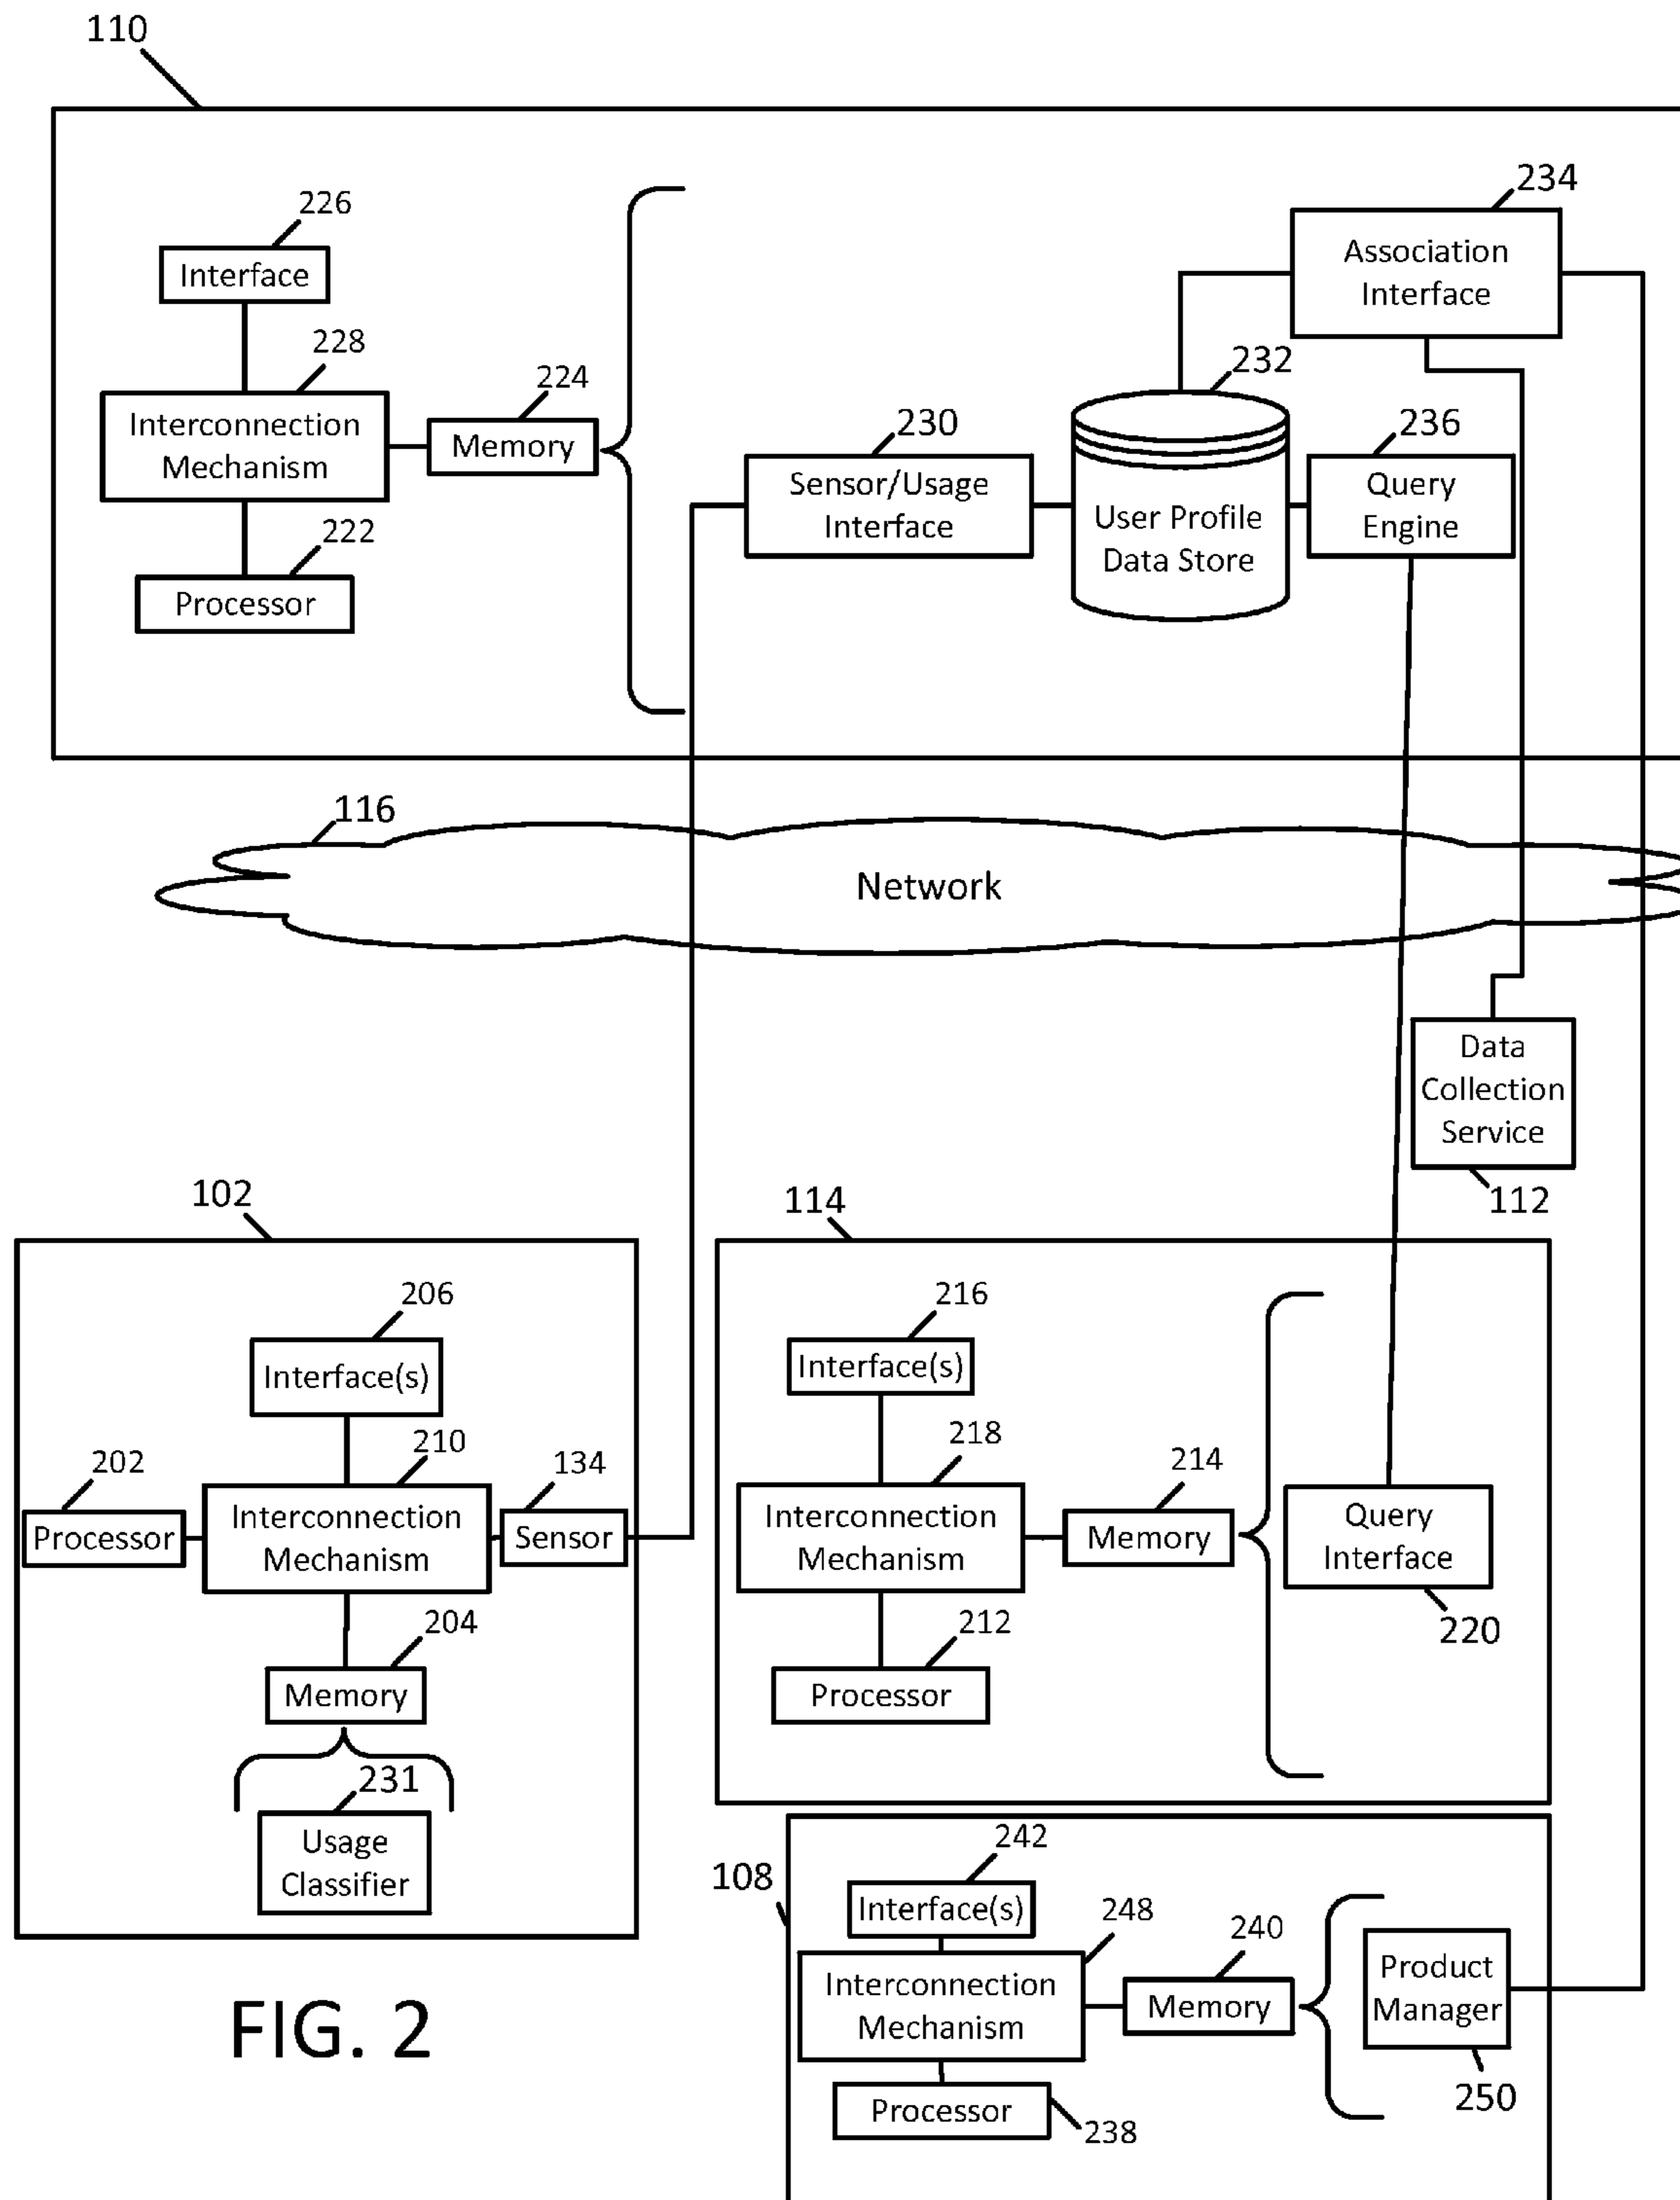 110
234
226
Association
Interface
Interface
228
232
224
230
236
Interconnection
Mechanism
Memory
Sensor/Usage
Interface
User Profile
Data Store
Query
Engine
222
Processor
116
Network
Data
Collection
Service
112
102
114
206
216
Interface(s)
Interface(s)
210
218
202
134
214
Processor
Interconnection
Mechanism
Sensor
Interconnection
Mechanism
Memory
Query
Interface
220
204
212
Memory
Processor
231
Usage
Classifier
242
108
Interface(s)
248
240
Interconnection
Mechanism
Memory
Product
Manager
250
Processor
238
FIG. 2